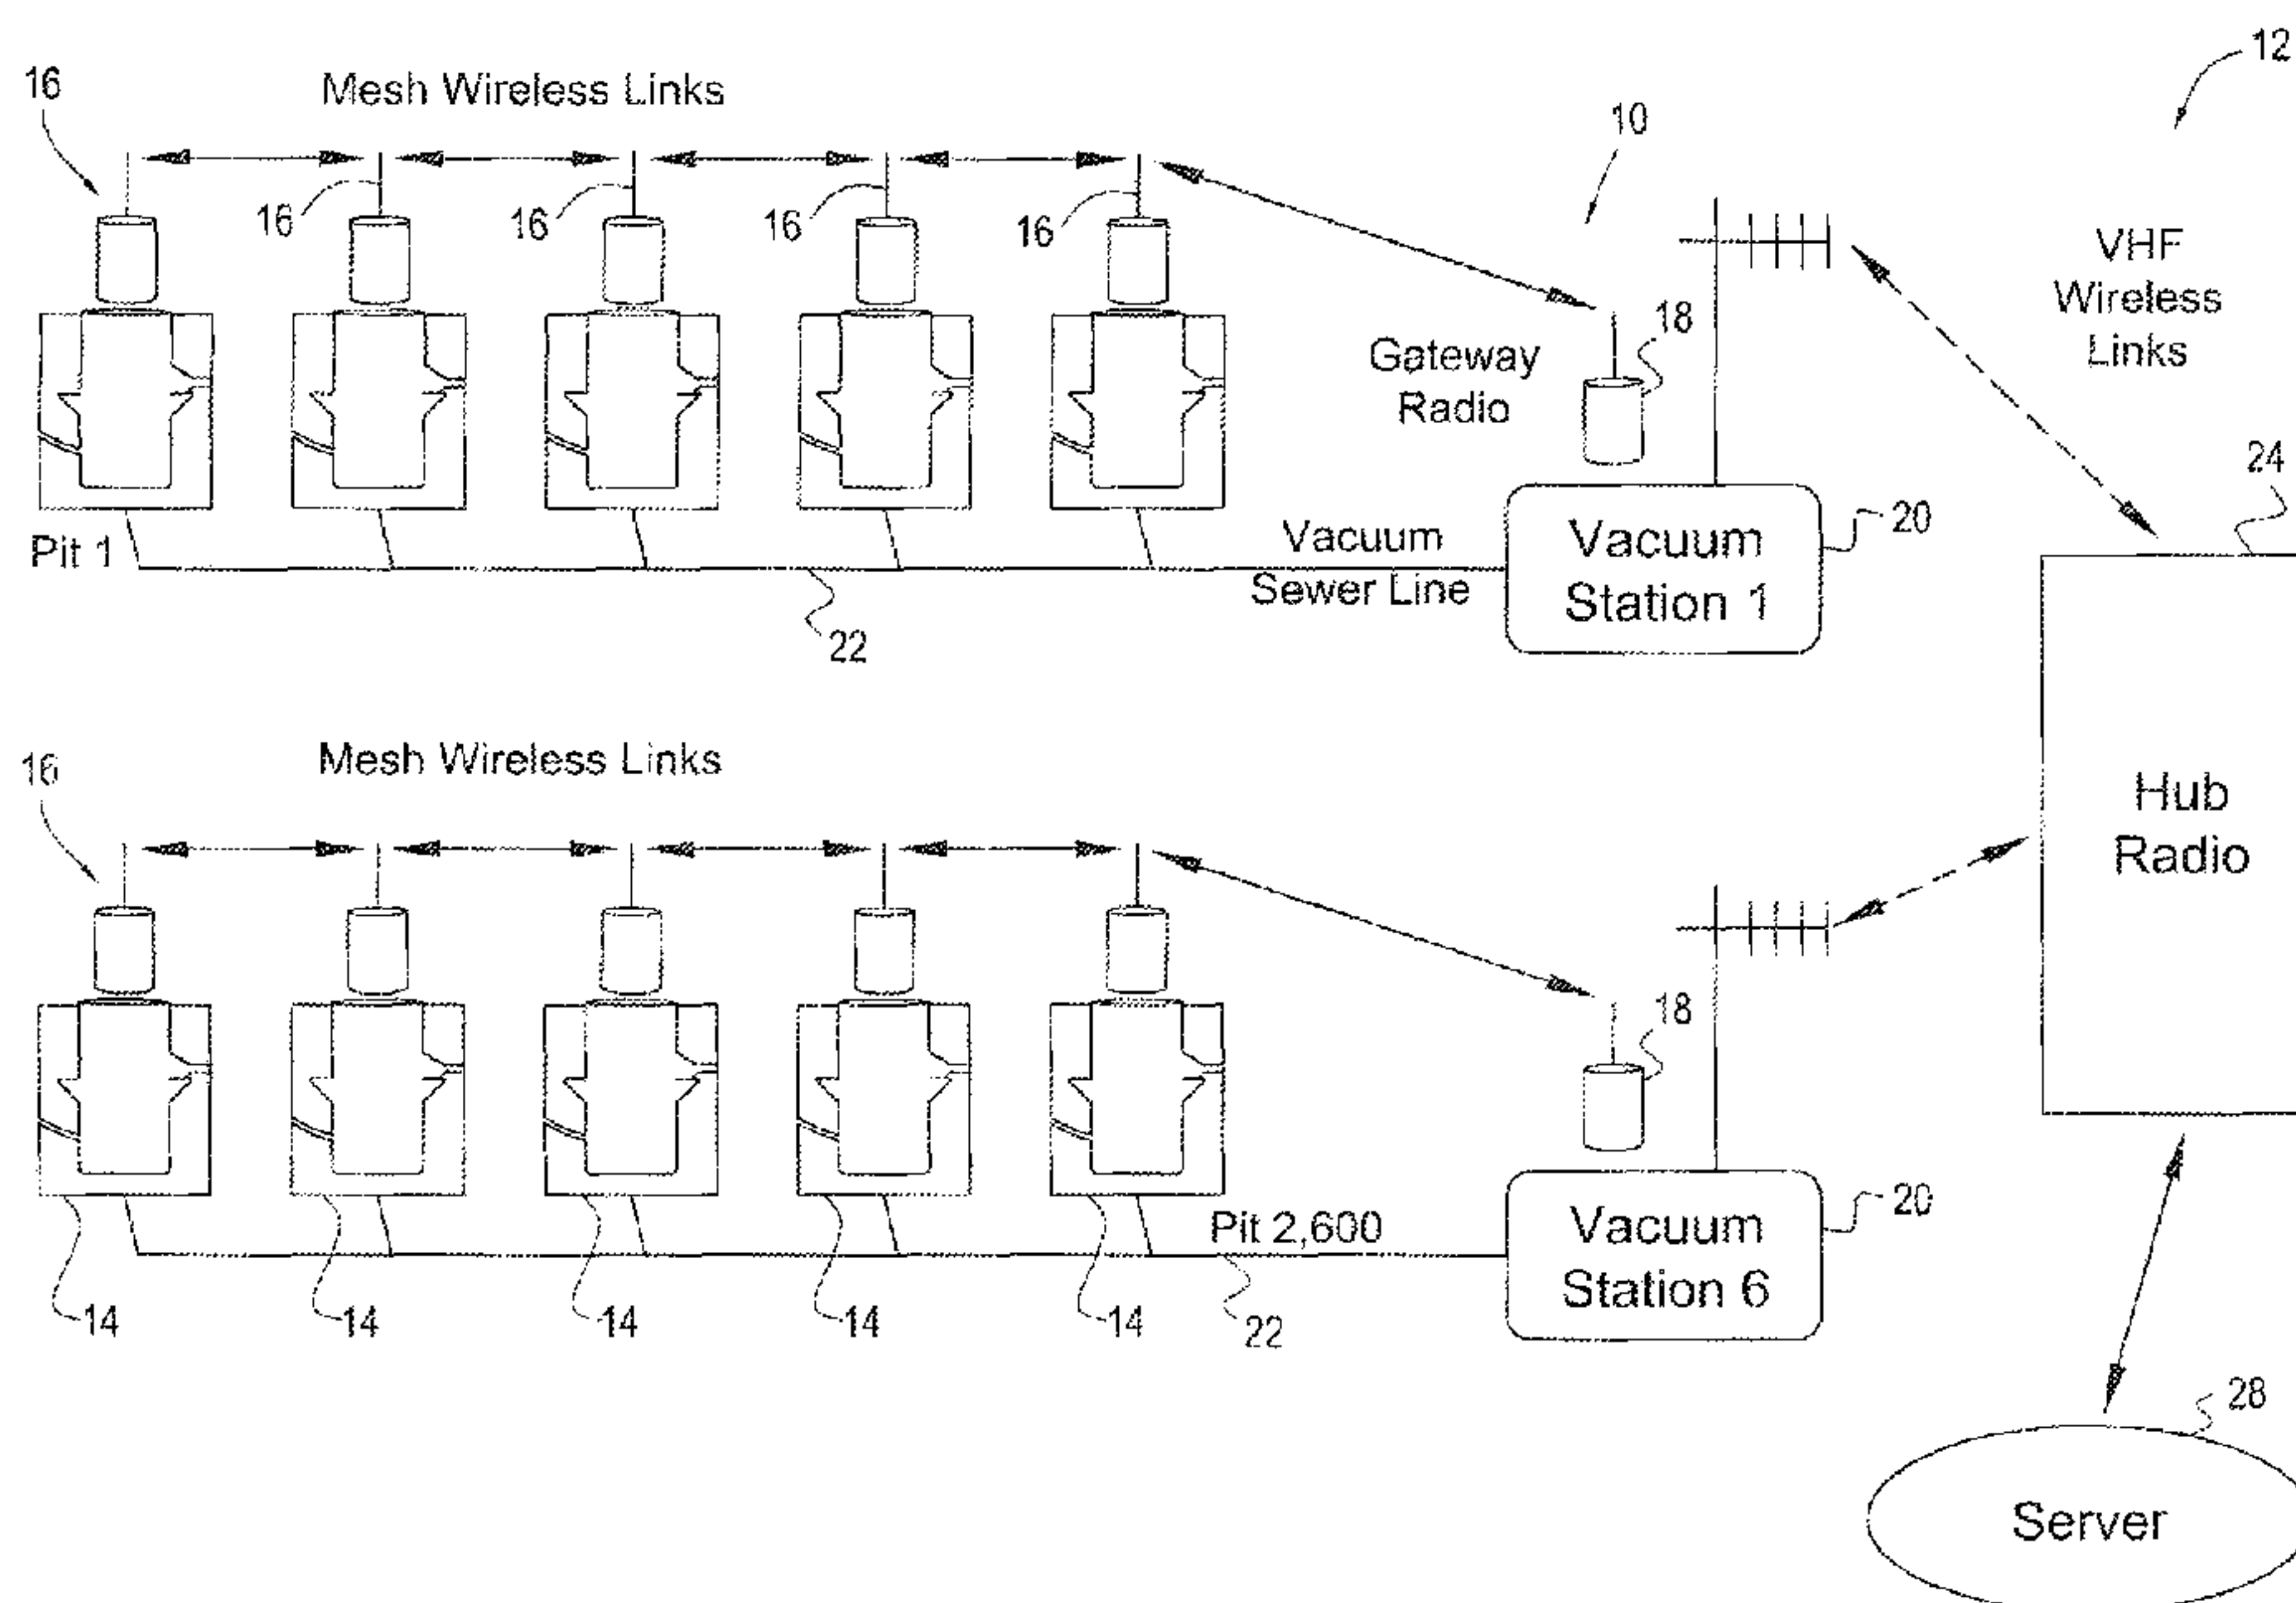 12
16
Mesh Wireless Links
10
16
16
16
16
VHF
Wireless
Links
18
Gateway
Radio
24
Pit 1
Vacuum
Sewer Line
Vacuum
Station 1
20
22
Mesh Wireless Links
16
Hub
Radio
18
Pit 2,600
Vacuum
Station 6
20
14
14
14
14
14
22
28
Server